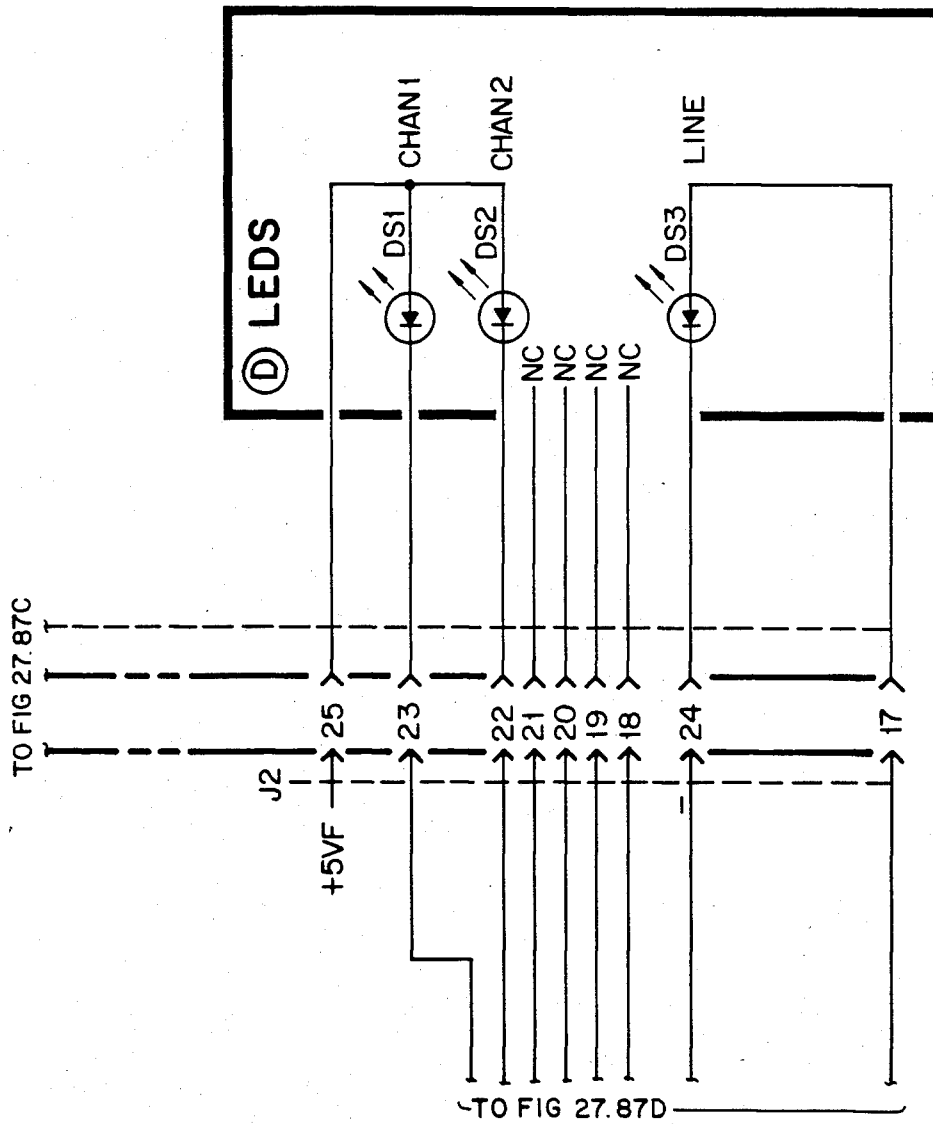 TO FIG 27.87C
D LEDS
CHAN1
CHAN2
LINE
DS1
DS2
DS3
NC
NC
NC
NC
J2
25
23
22
21
20
19
18
24
17
+5VF
–
TO FIG 27.87D